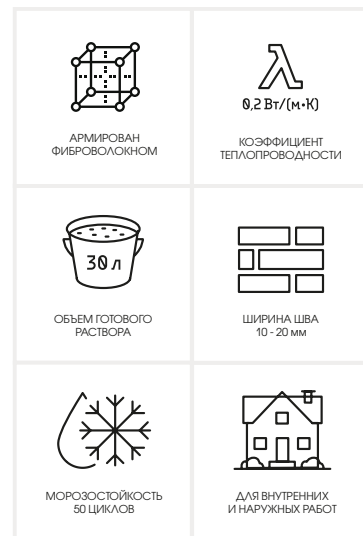 АРМИРОВАН
ФИБРОВОЛОКНОМ
λ
0,2 Вт/(м•К)
КОЭФФИЦИЕНТ
ТЕПЛОПРОВОДНОСТИ
30 л
ОБЪЕМ ГОТОВОГО
РАСТВОРА
ШИРИНА ШВА
10 - 20 мм
МОРОЗОСТОЙКОСТЬ
50 ЦИКЛОВ
ДЛЯ ВНУТРЕННИХ
И НАРУЖНЫХ РАБОТ